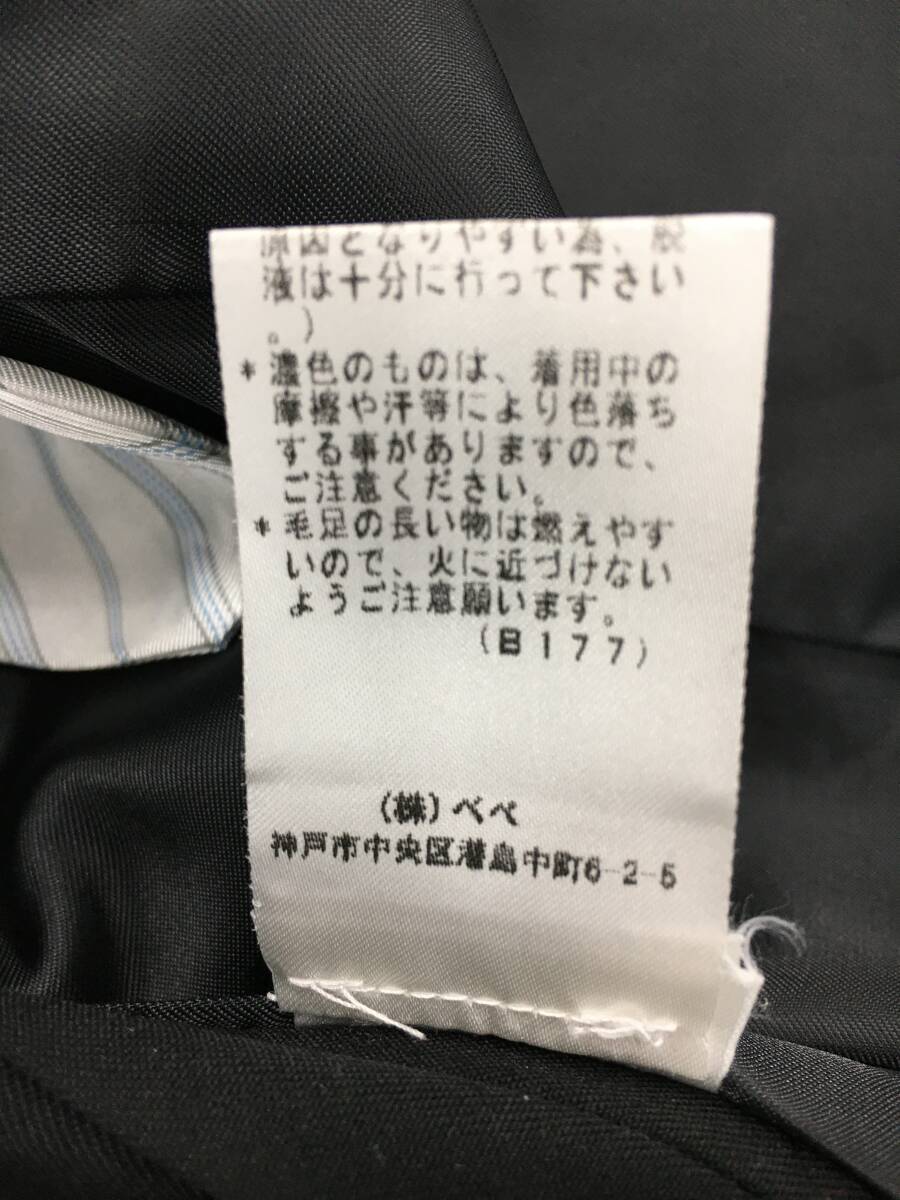 原因となりやすい為、脱
液は十分に行って下さい
。)
* 濃色のものは、着用中の
摩擦や汗等により色落ち
する事がありますので、
ご注意ください。
* 毛足の長い物は燃えやす
いので、火に近づけない
ようご注意願います。
(B177)
(株)べべ
神戸市中央区港島中町6-2-5